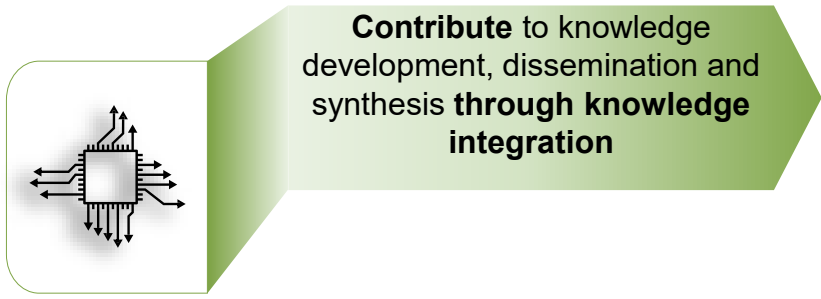 Contribute to knowledge
development, dissemination and
synthesis through knowledge
integration